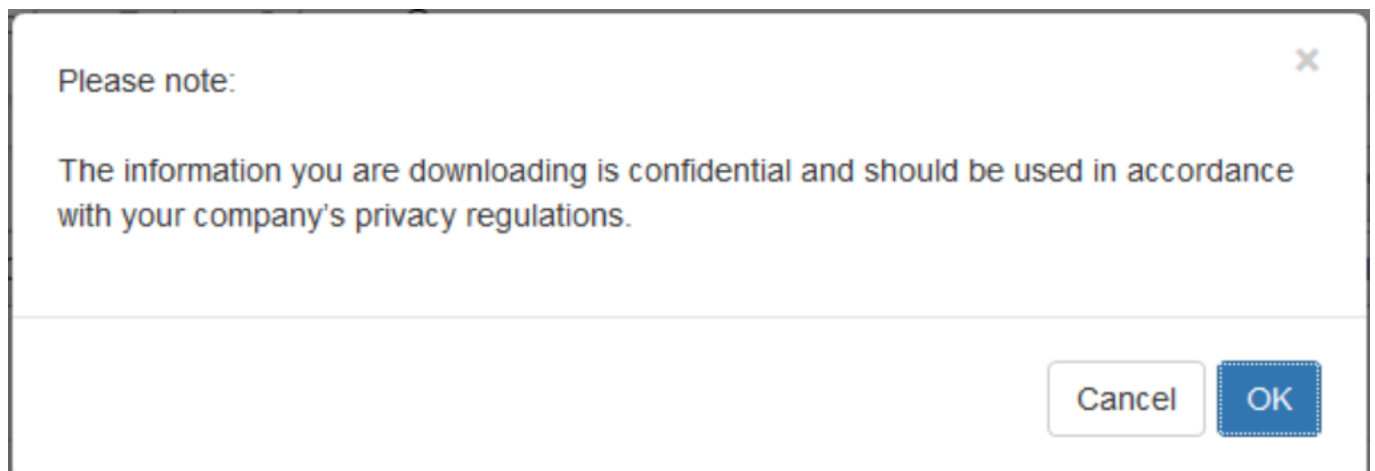 Please note:
The information you are downloading is confidential and should be used in accordance
with your company’s privacy regulations.
Cancel
OK